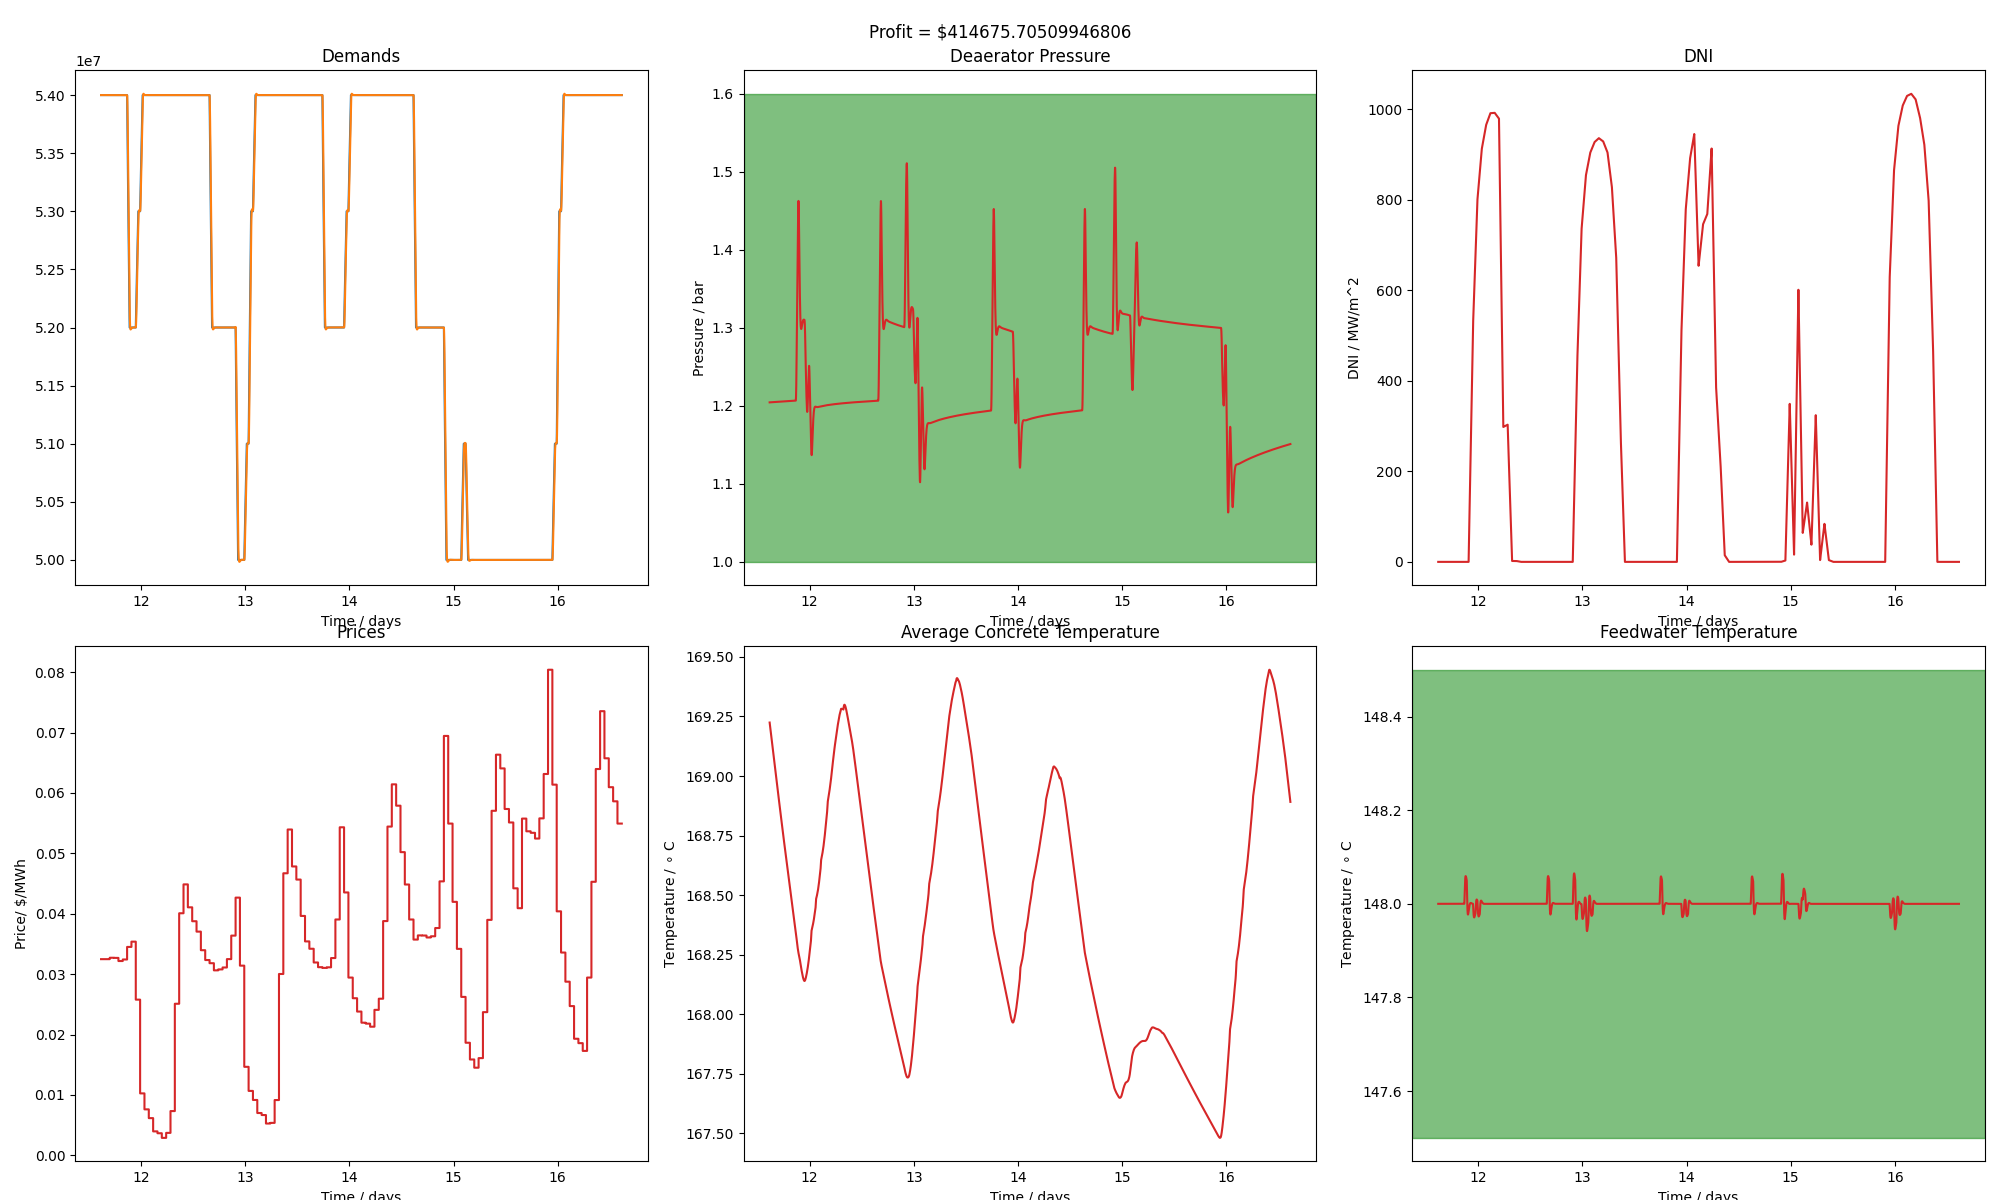 Profit = $414675.70509946806
Demands
1e7
5.40
5.35
5.30
5.25
5.20
5.15
5.10
5.05
5.00
12 13 14 15 16
Time / days
Deaerator Pressure
Pressure / bar
1.6
1.5
1.4
1.3
1.2
1.1
1.0
12 13 14 15 16
Time / days
DNI
DNI / MW/m^2
1000
800
600
400
200
0
12 13 14 15 16
Time / days
Prices
Price/ $/MWh
0.08
0.07
0.06
0.05
0.04
0.03
0.02
0.01
0.00
12 13 14 15 16
Time / days
Average Concrete Temperature
Temperature / ∘ C
169.50
169.25
169.00
168.75
168.50
168.25
168.00
167.75
167.50
12 13 14 15 16
Time / days
Feedwater Temperature
Temperature / ∘ C
148.4
148.2
148.0
147.8
147.6
12 13 14 15 16
Time / days